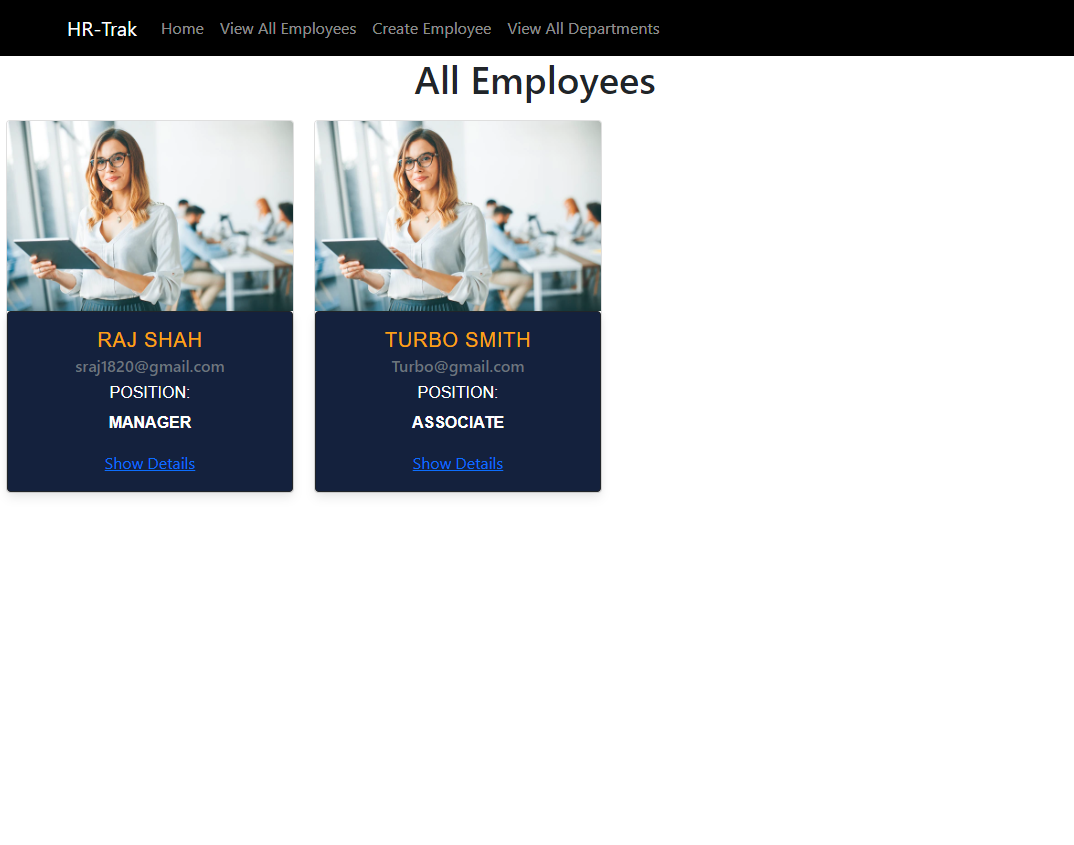 HR-Trak Home View All Employees Create Employee View All Departments
All Employees
RAJ SHAH
sraj1820@gmail.com
POSITION:
MANAGER
Show Details
TURBO SMITH
Turbo@gmail.com
POSITION:
ASSOCIATE
Show Details